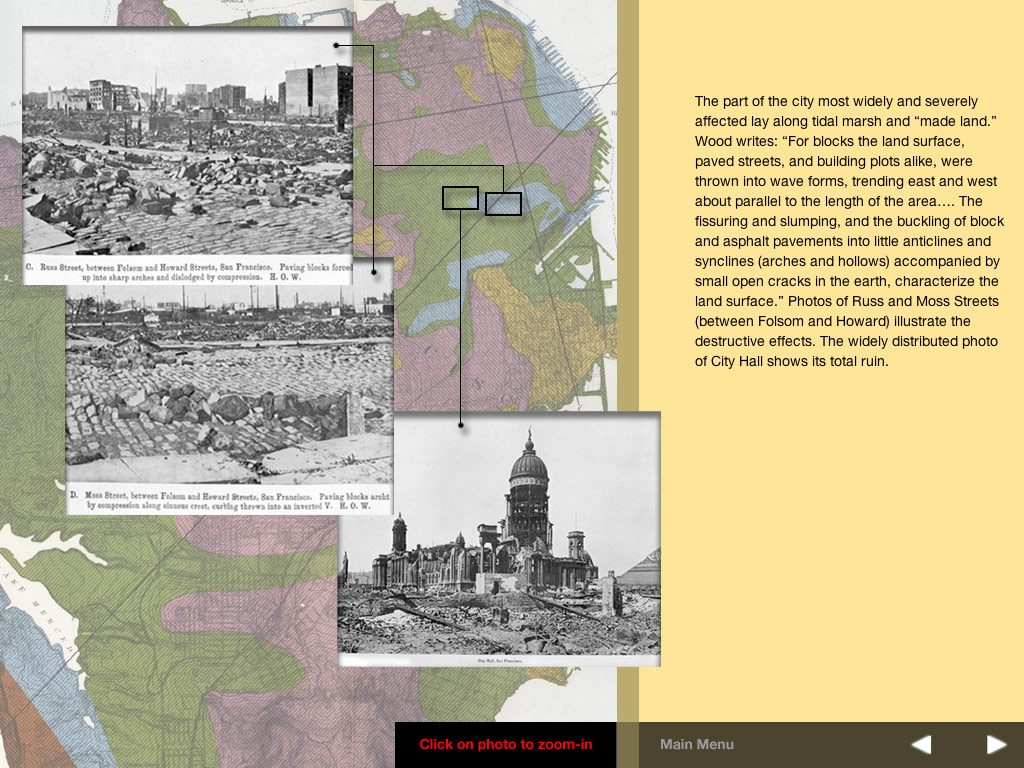 C. Russ Street, between Folsom and Howard Streets, San Francisco. Paving blocks forced
up into sharp arches and dislodged by compression. H. O. W.
D. Moss Street, between Folsom and Howard Streets, San Francisco. Paving blocks archt
by compression along sinuous crest, curbing thrown into an inverted V. H. O. W.
City Hall, San Francisco.
LAKE MERCED
The part of the city most widely and severely
affected lay along tidal marsh and “made land.”
Wood writes: “For blocks the land surface,
paved streets, and building plots alike, were
thrown into wave forms, trending east and west
about parallel to the length of the area…. The
fissuring and slumping, and the buckling of block
and asphalt pavements into little anticlines and
synclines (arches and hollows) accompanied by
small open cracks in the earth, characterize the
land surface.” Photos of Russ and Moss Streets
(between Folsom and Howard) illustrate the
destructive effects. The widely distributed photo
of City Hall shows its total ruin.
Click on photo to zoom-in
Main Menu